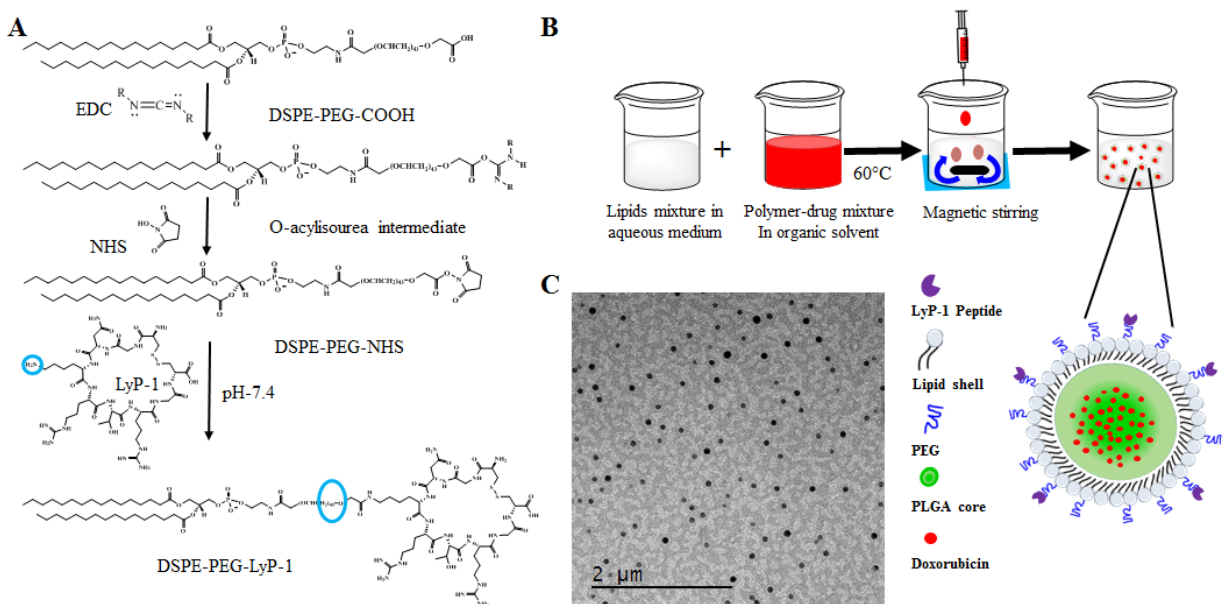 A
EDC
DSPE-PEG-COOH
NHS
O-acylisourea intermediate
DSPE-PEG-NHS
LyP-1
pH-7.4
DSPE-PEG-LyP-1
B
+
60°C
Lipids mixture in
aqueous medium
Polymer-drug mixture
In organic solvent
Magnetic stirring
C
2 μm
LyP-1 Peptide
Lipid shell
PEG
PLGA core
Doxorubicin